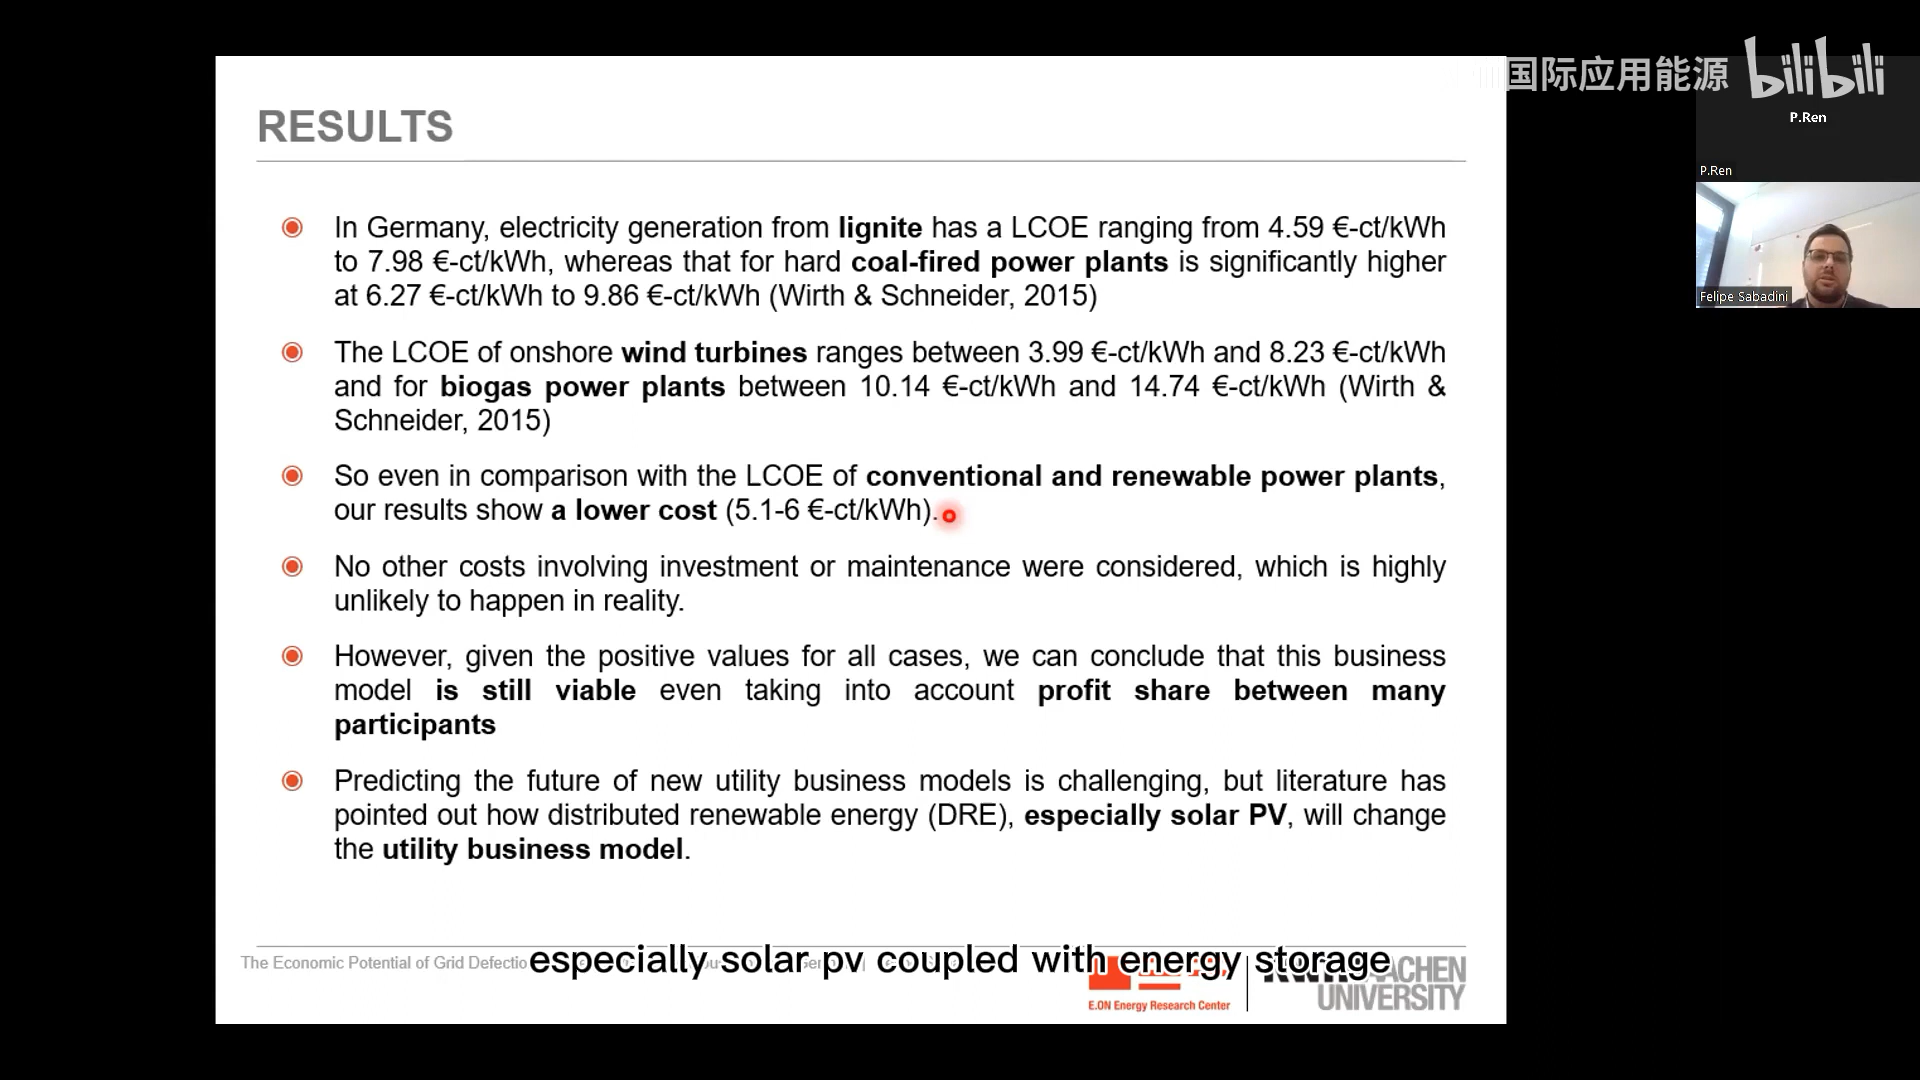 国际应用能源 bilibili
P.Ren
P.Ren
Felipe Sabadini
RESULTS
In Germany, electricity generation from lignite has a LCOE ranging from 4.59 €-ct/kWh
to 7.98 €-ct/kWh, whereas that for hard coal-fired power plants is significantly higher
at 6.27 €-ct/kWh to 9.86 €-ct/kWh (Wirth & Schneider, 2015)
The LCOE of onshore wind turbines ranges between 3.99 €-ct/kWh and 8.23 €-ct/kWh
and for biogas power plants between 10.14 €-ct/kWh and 14.74 €-ct/kWh (Wirth &
Schneider, 2015)
So even in comparison with the LCOE of conventional and renewable power plants,
our results show a lower cost (5.1-6 €-ct/kWh).
No other costs involving investment or maintenance were considered, which is highly
unlikely to happen in reality.
However, given the positive values for all cases, we can conclude that this business
model is still viable even taking into account profit share between many
participants
Predicting the future of new utility business models is challenging, but literature has
pointed out how distributed renewable energy (DRE), especially solar PV, will change
the utility business model.
The Economic Potential of Grid
especially solar pv coupled with energy storage
E.ON Energy Research Center
UNIVERSITY